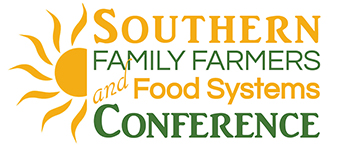 SOUTHERN
FAMILY FARMERS
and Food Systems
CONFERENCE